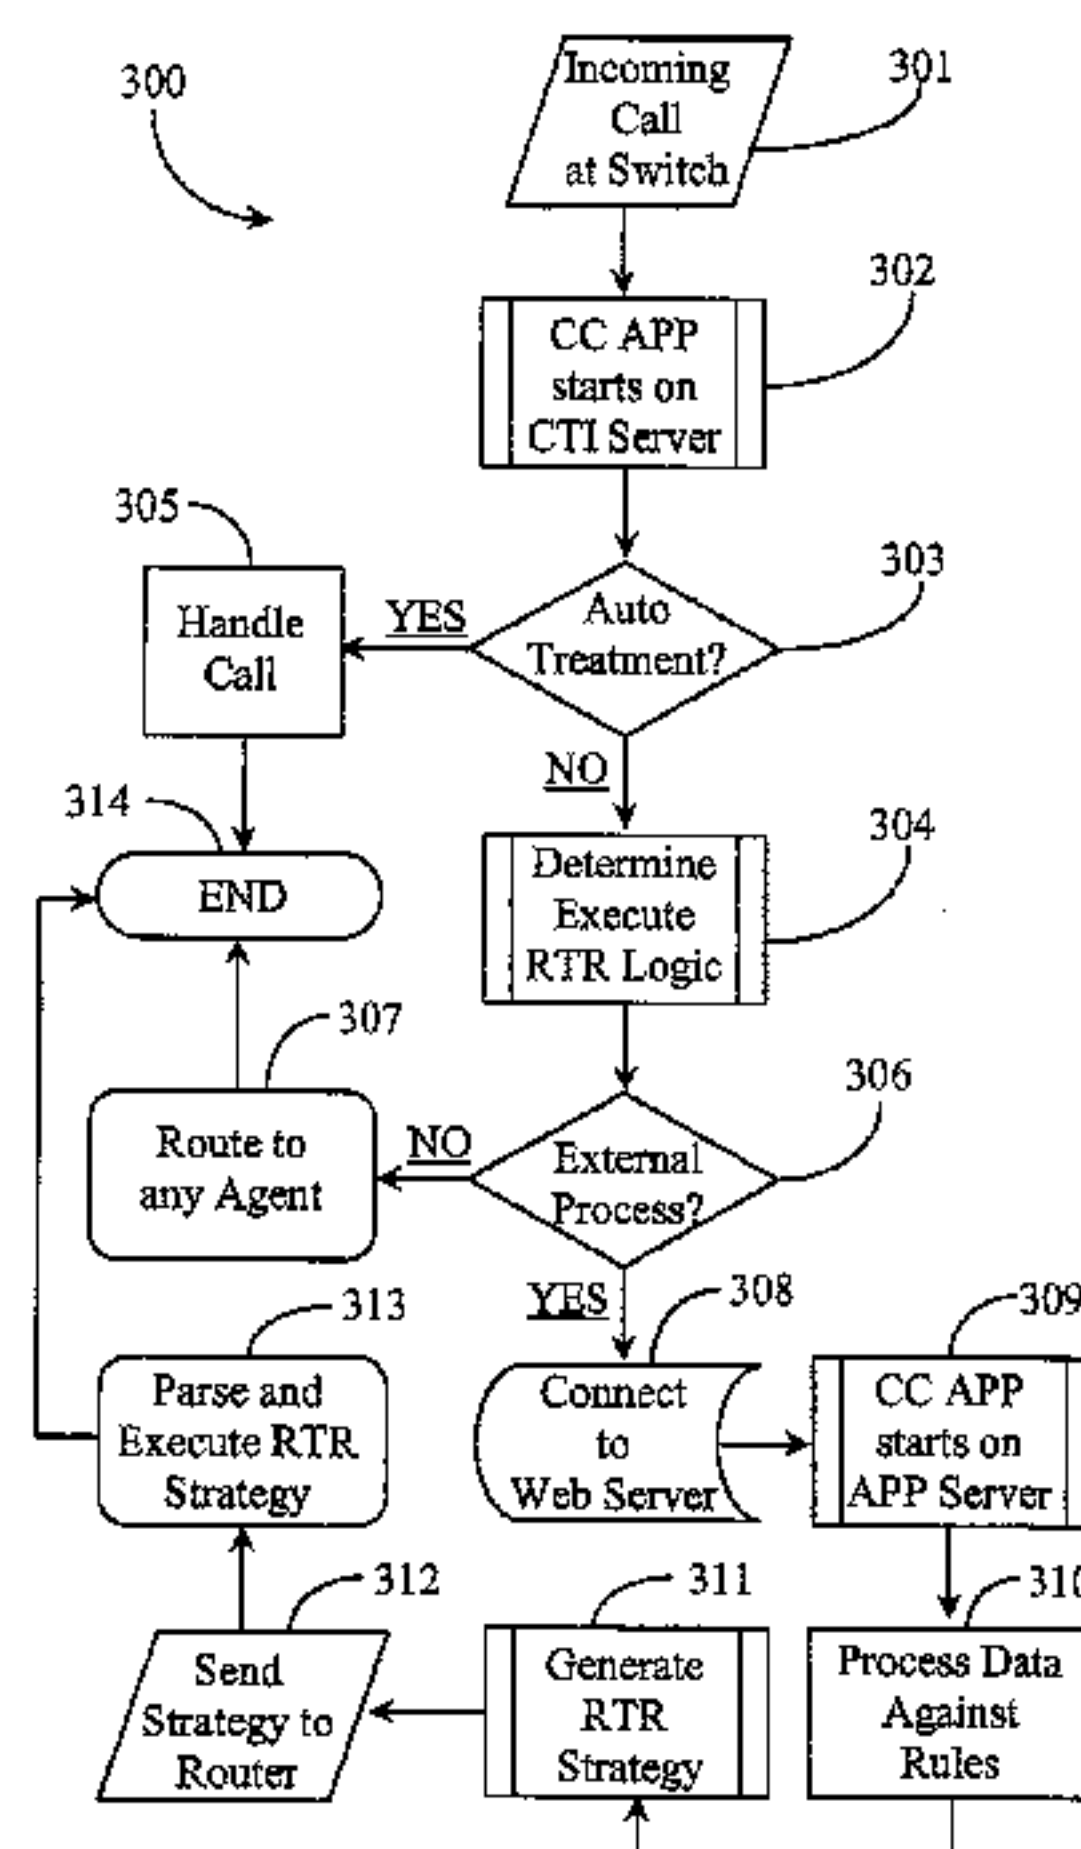 300
301
Incoming
Call
at Switch
302
CC APP
starts on
CTI Server
305
303
Handle
Call
YES
Auto
Treatment?
NO
314
304
END
Determine
Execute
RTR Logic
307
306
Route to
any Agent
NO
External
Process?
YES
308
309
313
Parse and
Execute RTR
Strategy
Connect
to
Web Server
CC APP
starts on
APP Server
312
311
310
Send
Strategy to
Router
Generate
RTR
Strategy
Process Data
Against
Rules